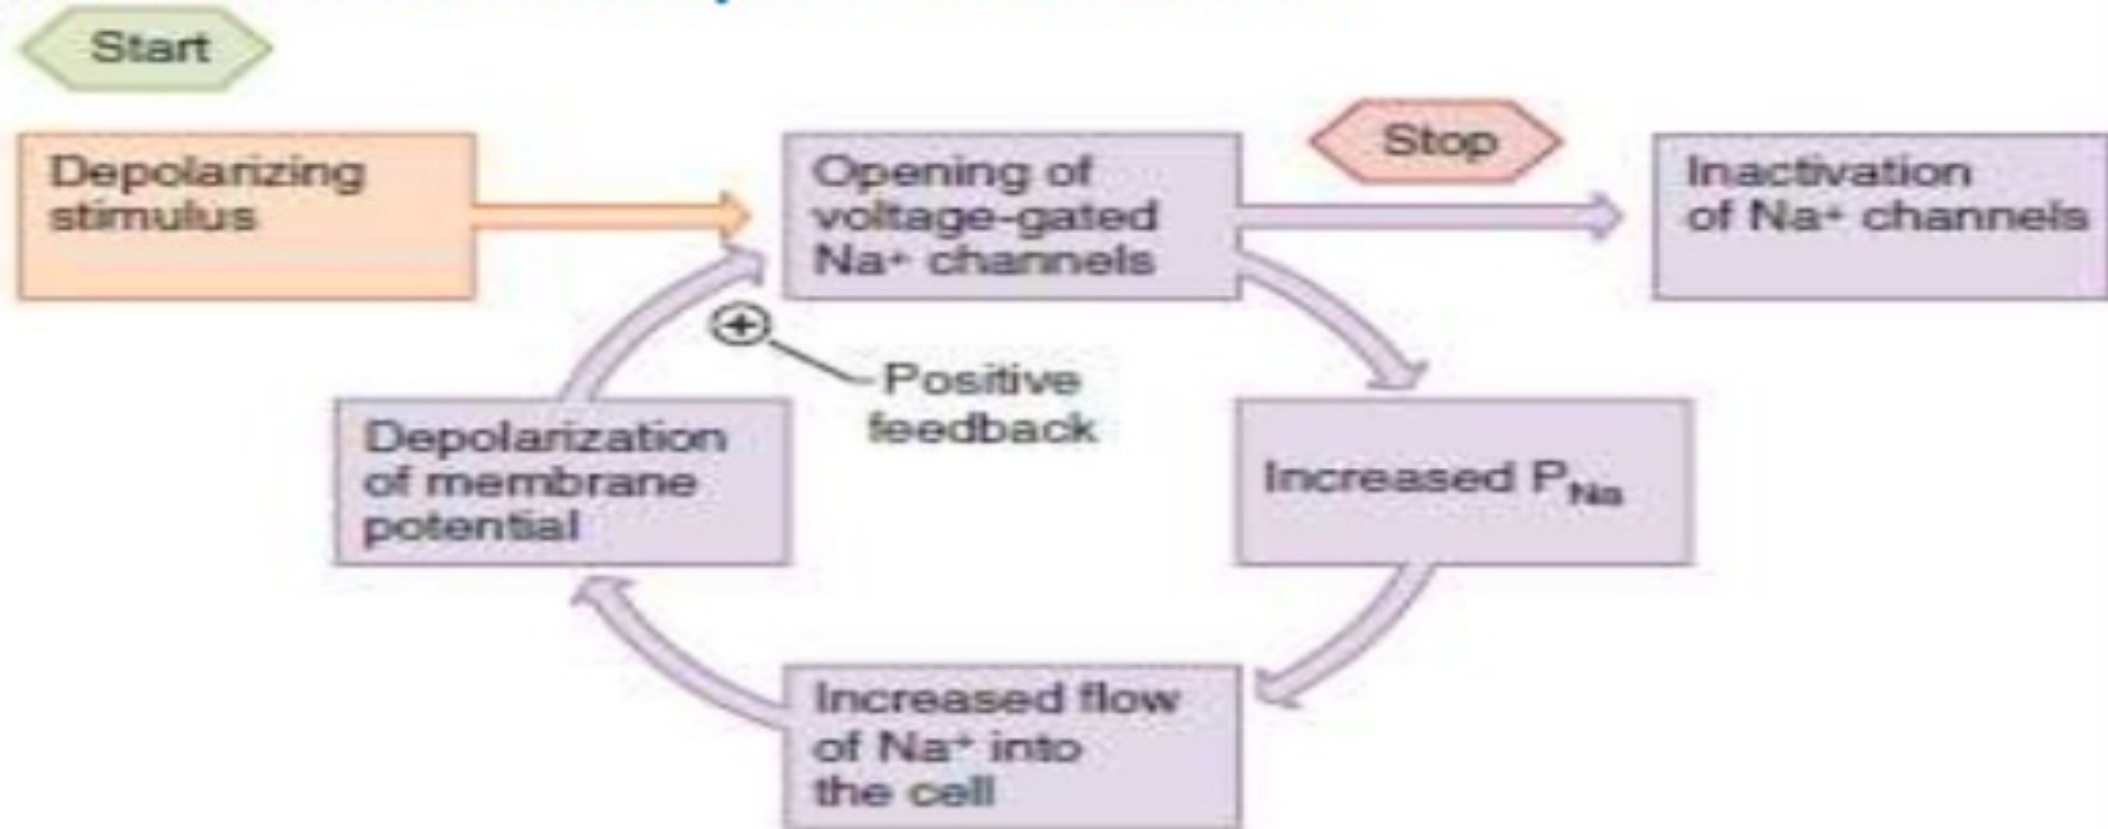 Start
Depolarizing
stimulus
Opening of
voltage-gated
Na+ channels
Stop
Inactivation
of Na+ channels
+
Positive
feedback
Depolarization
of membrane
potential
Increased PNa
Increased flow
of Na+ into
the cell